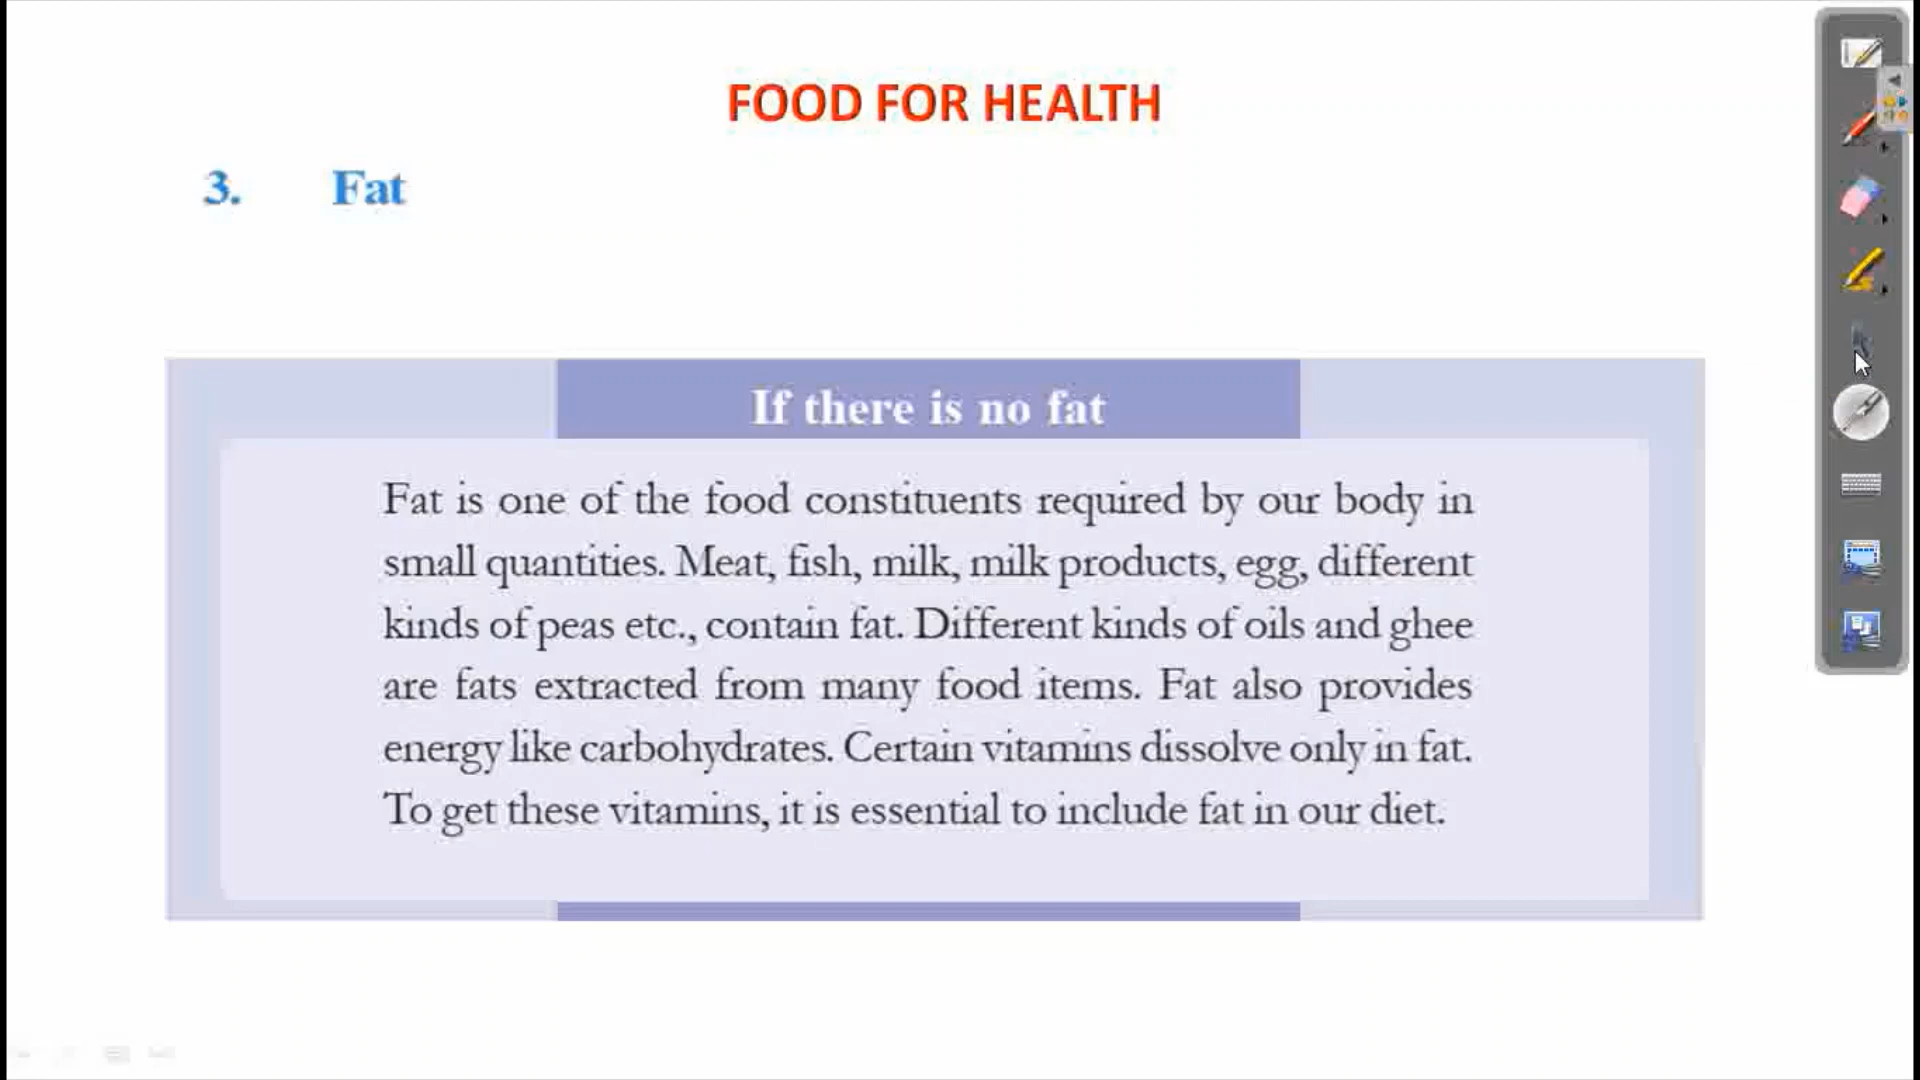 FOOD FOR HEALTH
3. Fat
If there is no fat
Fat is one of the food constituents required by our body in
small quantities. Meat, fish, milk, milk products, egg, different
kinds of peas etc., contain fat. Different kinds of oils and ghee
are fats extracted from many food items. Fat also provides
energy like carbohydrates. Certain vitamins dissolve only in fat.
To get these vitamins, it is essential to include fat in our diet.